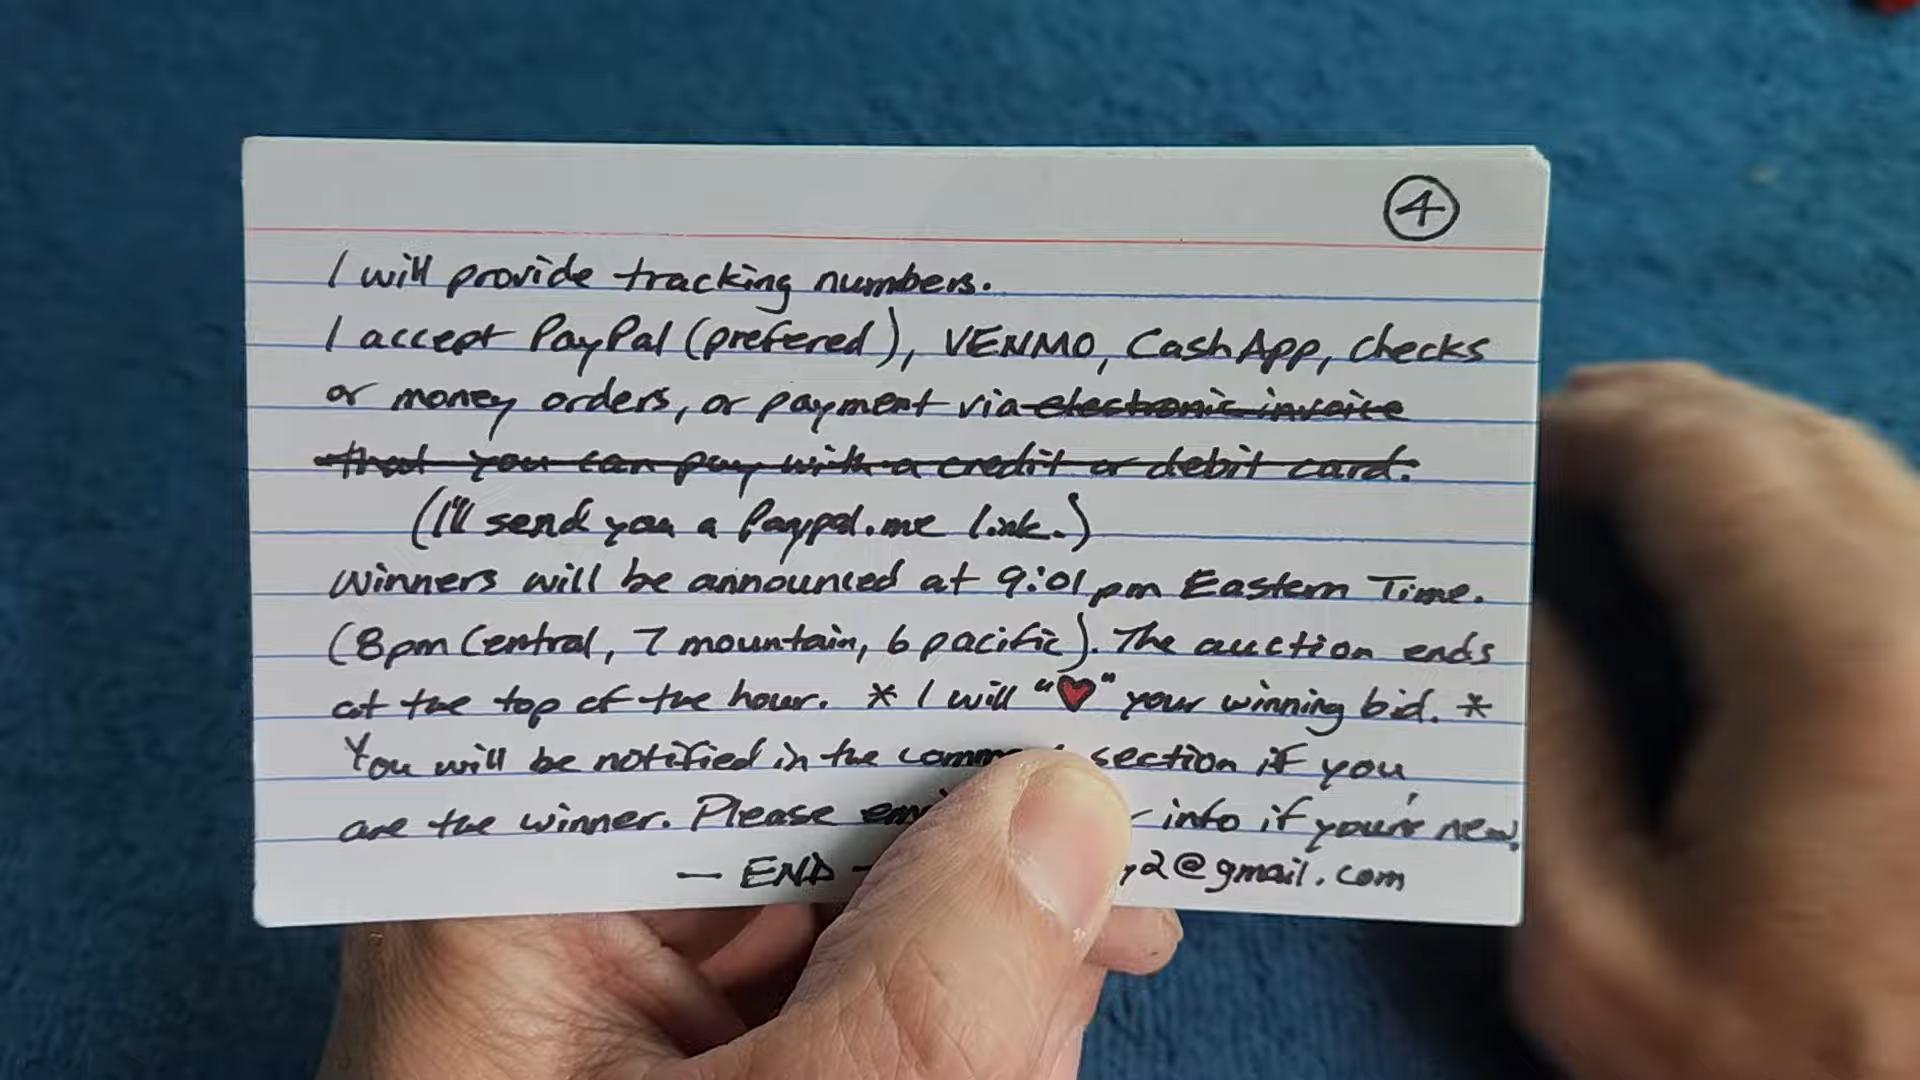 4
I will provide tracking numbers.
I accept PayPal (prefered), VENMO, CashApp, checks
or money orders, or payment via electronic invoice
that you can pay with a credit or debit card.
(I'll send you a Paypal.me link.)
Winners will be announced at 9:01 pm Eastern Time.
(8pm Central, 7 mountain, 6 pacific). The auction ends
at the top of the hour. * I will "♥" your winning bid. *
You will be notified in the section if you
are the winner. Please info if you're new.
— END — y2@gmail.com